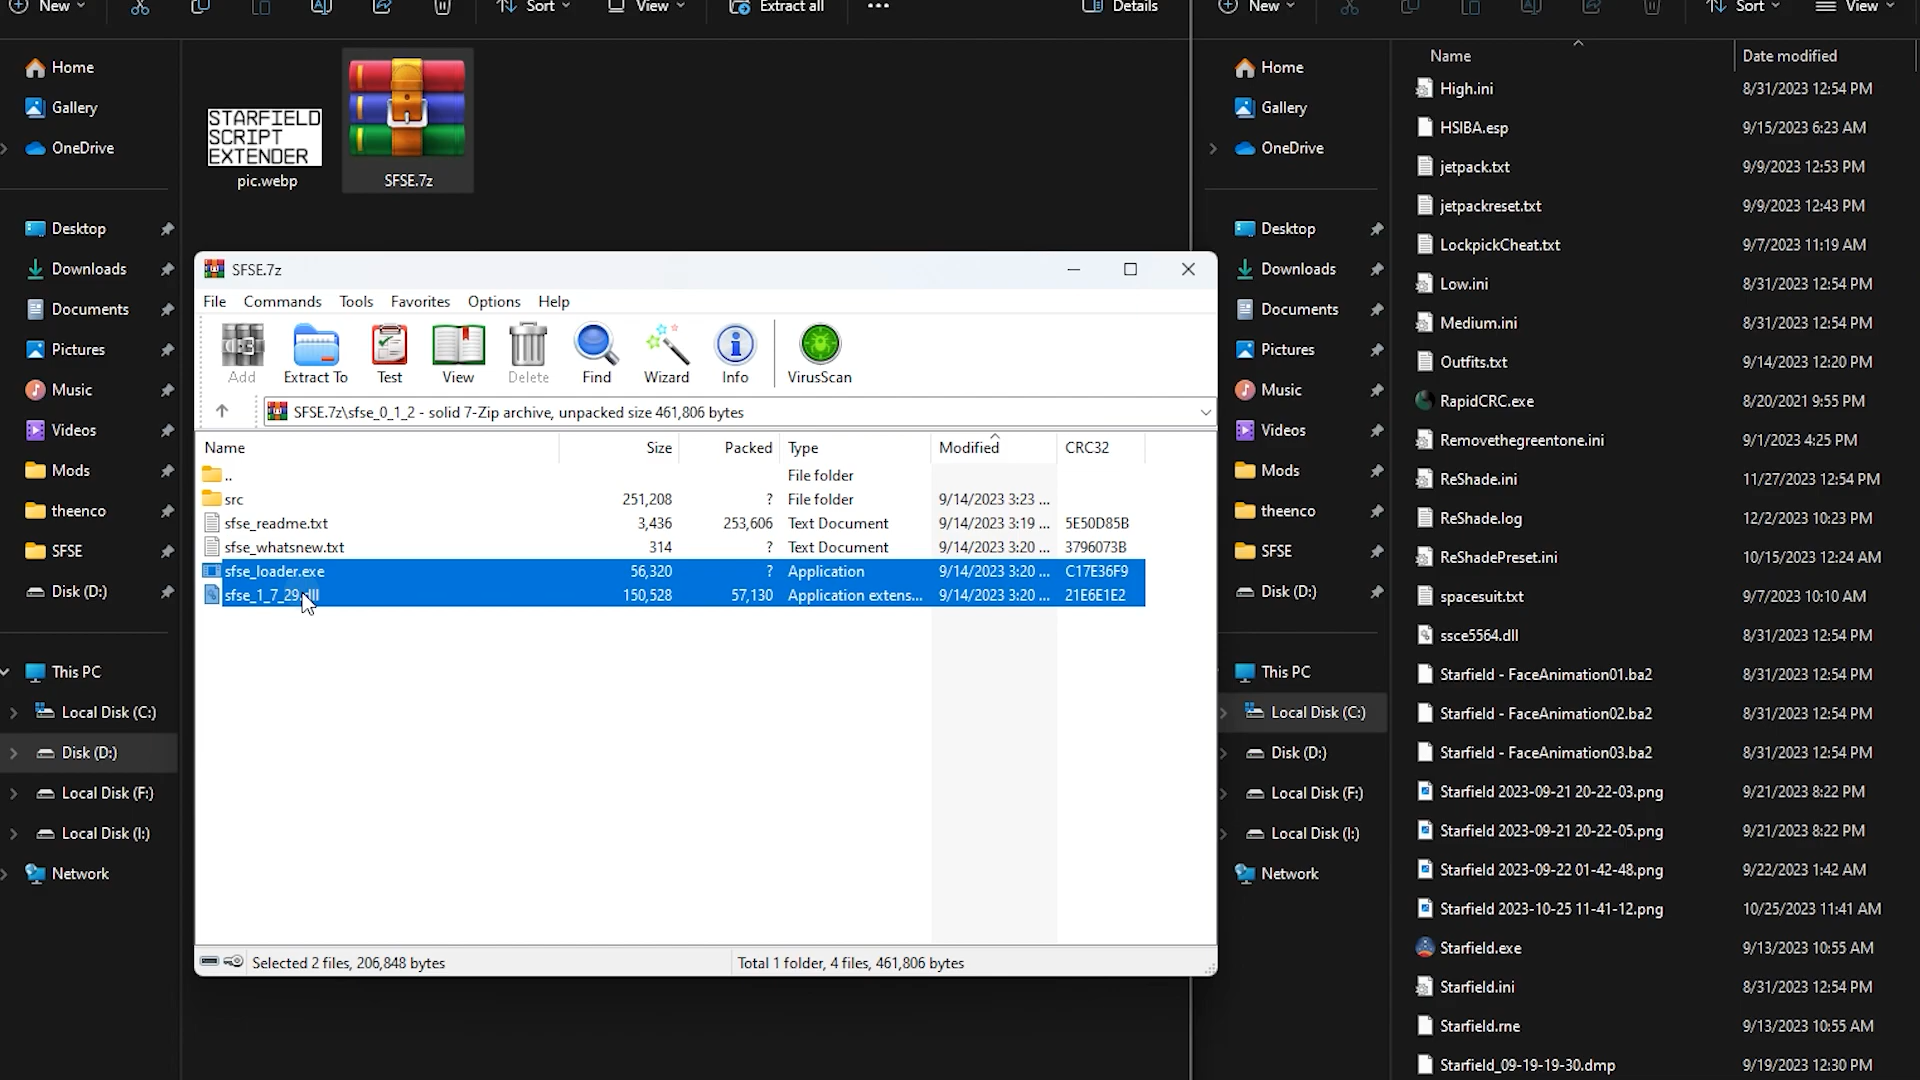 New
Sort
View
Extract all
Details
New
Sort
View
Home
Gallery
OneDrive
Desktop
Downloads
Documents
Pictures
Music
Videos
Mods
theenco
SFSE
Disk (D:)
This PC
Local Disk (C:)
Disk (D:)
Local Disk (F:)
Local Disk (I:)
Network
STARFIELD
SCRIPT
EXTENDER
pic.webp
SFSE.7z
SFSE.7z
File Commands Tools Favorites Options Help
Add Extract To Test View Delete Find Wizard Info VirusScan
SFSE.7z\sfse_0_1_2 - solid 7-Zip archive, unpacked size 461,806 bytes
Name Size Packed Type Modified CRC32
.. File folder
src 251,208 ? File folder 9/14/2023 3:23 ...
sfse_readme.txt 3,436 253,606 Text Document 9/14/2023 3:19 ... 5E50D85B
sfse_whatsnew.txt 314 ? Text Document 9/14/2023 3:20 ... 3796073B
sfse_loader.exe 56,320 ? Application 9/14/2023 3:20 ... C17E36F9
sfse_1_7_29.dll 150,528 57,130 Application extens... 9/14/2023 3:20 ... 21E6E1E2
Selected 2 files, 206,848 bytes
Total 1 folder, 4 files, 461,806 bytes
Home
Gallery
OneDrive
Desktop
Downloads
Documents
Pictures
Music
Videos
Mods
theenco
SFSE
Disk (D:)
This PC
Local Disk (C:)
Disk (D:)
Local Disk (F:)
Local Disk (I:)
Network
Name Date modified
High.ini 8/31/2023 12:54 PM
HSIBA.esp 9/15/2023 6:23 AM
jetpack.txt 9/9/2023 12:53 PM
jetpackreset.txt 9/9/2023 12:43 PM
LockpickCheat.txt 9/7/2023 11:19 AM
Low.ini 8/31/2023 12:54 PM
Medium.ini 8/31/2023 12:54 PM
Outfits.txt 9/14/2023 12:20 PM
RapidCRC.exe 8/20/2021 9:55 PM
Removethegreentone.ini 9/1/2023 4:25 PM
ReShade.ini 11/27/2023 12:54 PM
ReShade.log 12/2/2023 10:23 PM
ReShadePreset.ini 10/15/2023 12:24 AM
spacesuit.txt 9/7/2023 10:10 AM
ssce5564.dll 8/31/2023 12:54 PM
Starfield - FaceAnimation01.ba2 8/31/2023 12:54 PM
Starfield - FaceAnimation02.ba2 8/31/2023 12:54 PM
Starfield - FaceAnimation03.ba2 8/31/2023 12:54 PM
Starfield 2023-09-21 20-22-03.png 9/21/2023 8:22 PM
Starfield 2023-09-21 20-22-05.png 9/21/2023 8:22 PM
Starfield 2023-09-22 01-42-48.png 9/22/2023 1:42 AM
Starfield 2023-10-25 11-41-12.png 10/25/2023 11:41 AM
Starfield.exe 9/13/2023 10:55 AM
Starfield.ini 8/31/2023 12:54 PM
Starfield.rne 9/13/2023 10:55 AM
Starfield_09-19-19-30.dmp 9/19/2023 12:30 PM